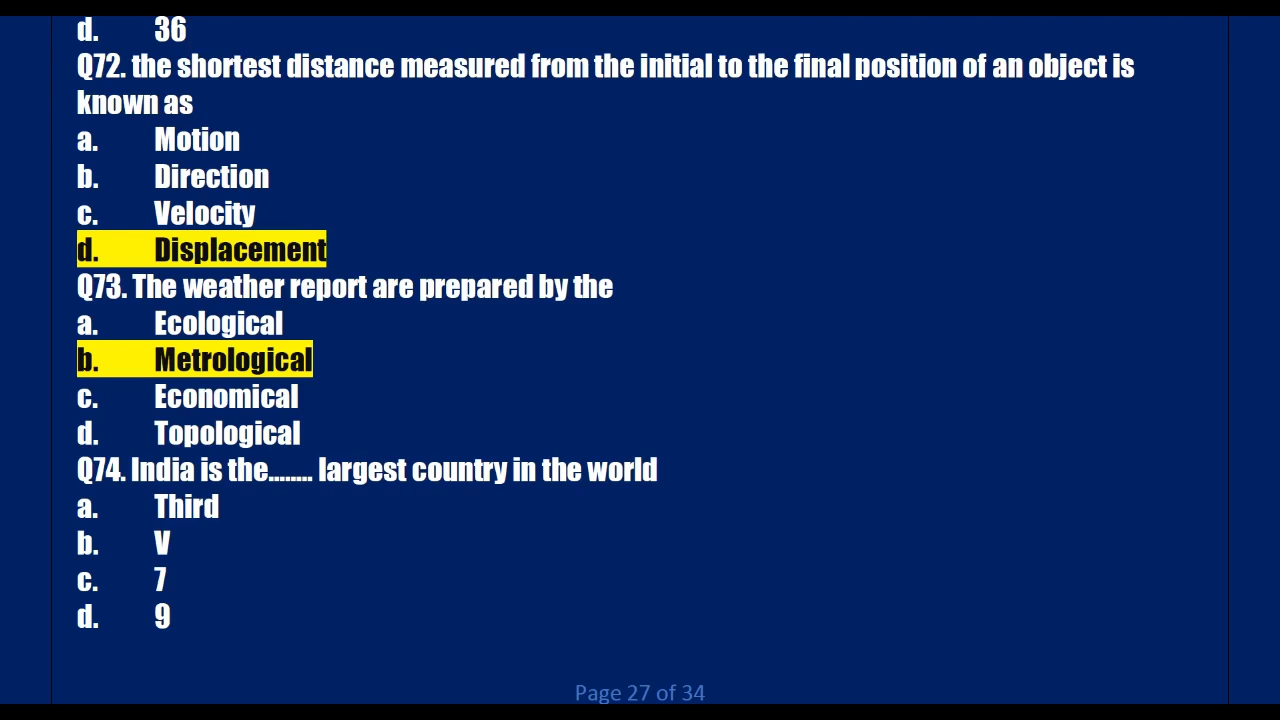 d. 36
Q72. the shortest distance measured from the initial to the final position of an object is
known as
a. Motion
b. Direction
c. Velocity
d. Displacement
Q73. The weather report are prepared by the
a. Ecological
b. Metrological
c. Economical
d. Topological
Q74. India is the........ largest country in the world
a. Third
b. V
c. 7
d. 9
Page 27 of 34